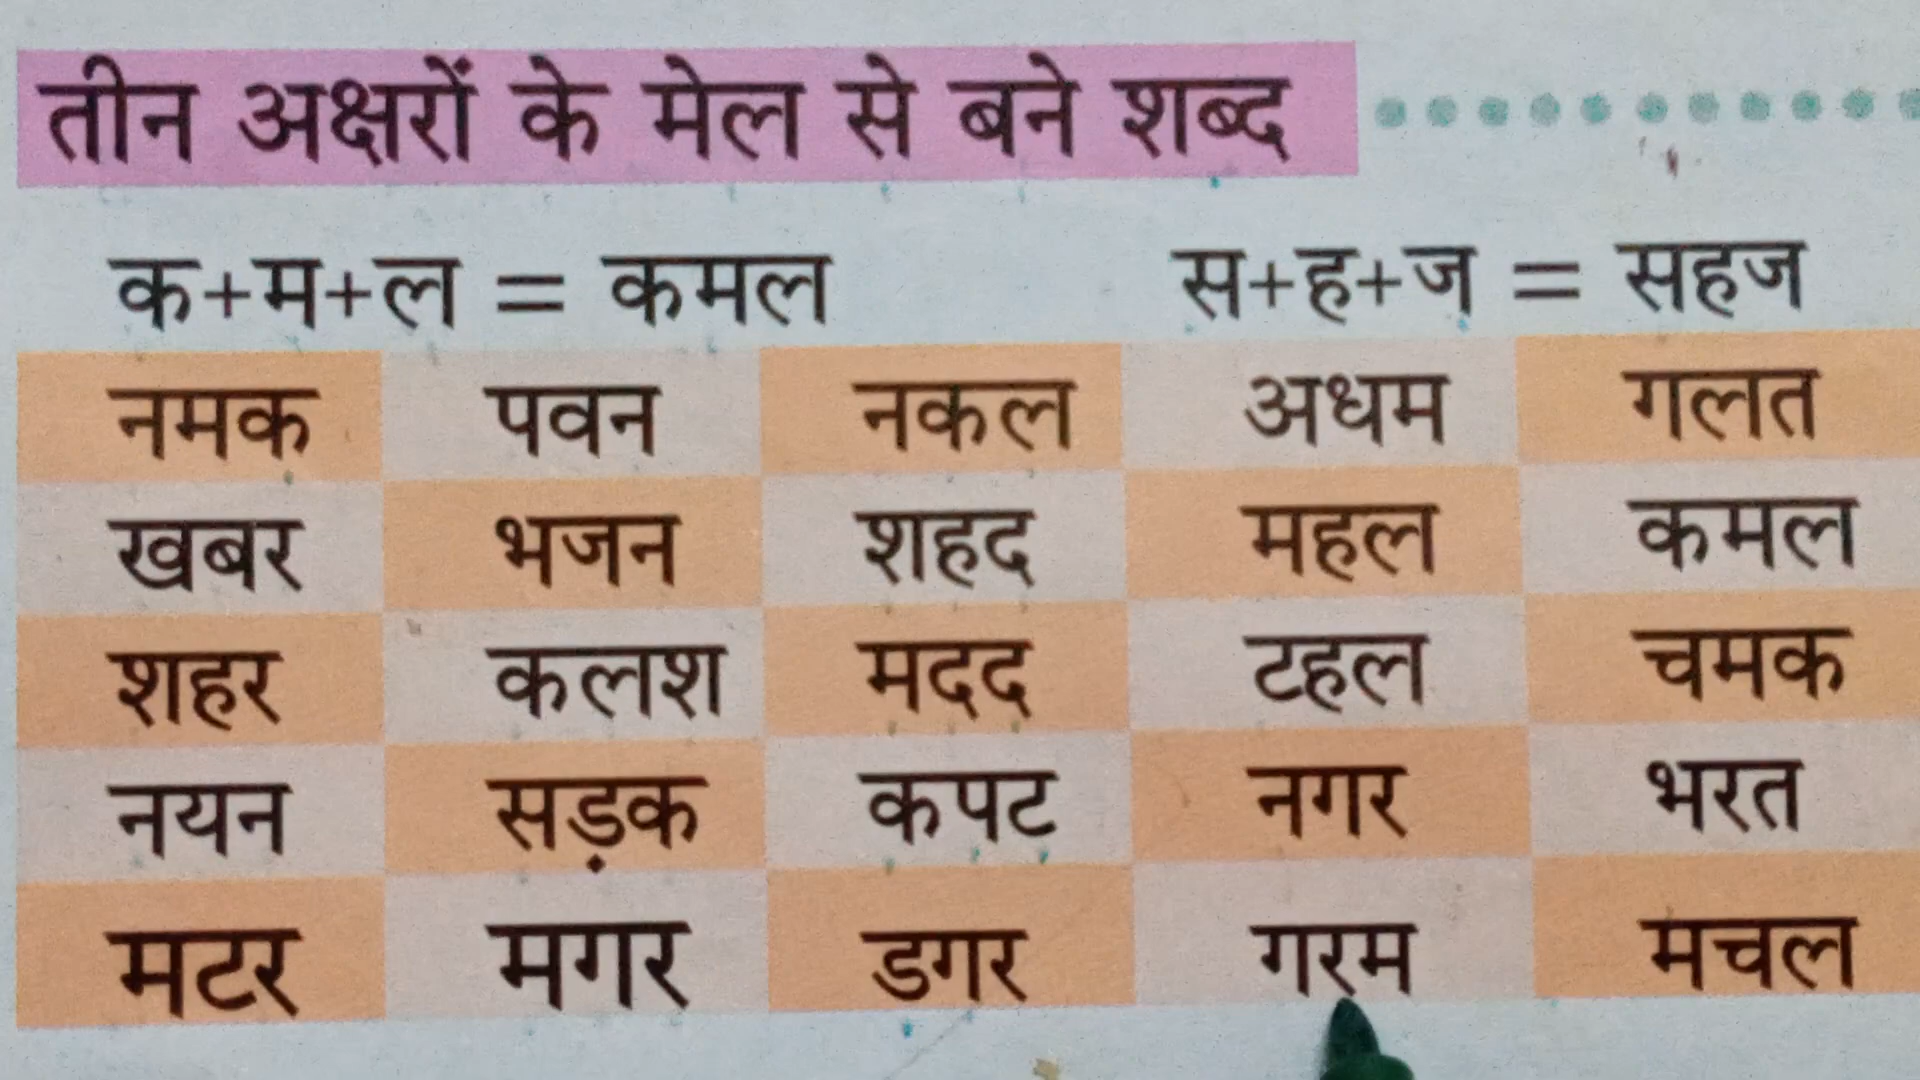 तीन अक्षरों के मेल से बने शब्द
क+म+ल = कमल स+ह+ज = सहज
नमक पवन नकल अधम गलत
खबर भजन शहद महल कमल
शहर कलश मदद टहल चमक
नयन सड़क कपट नगर भरत
मटर मगर डगर गरम मचल